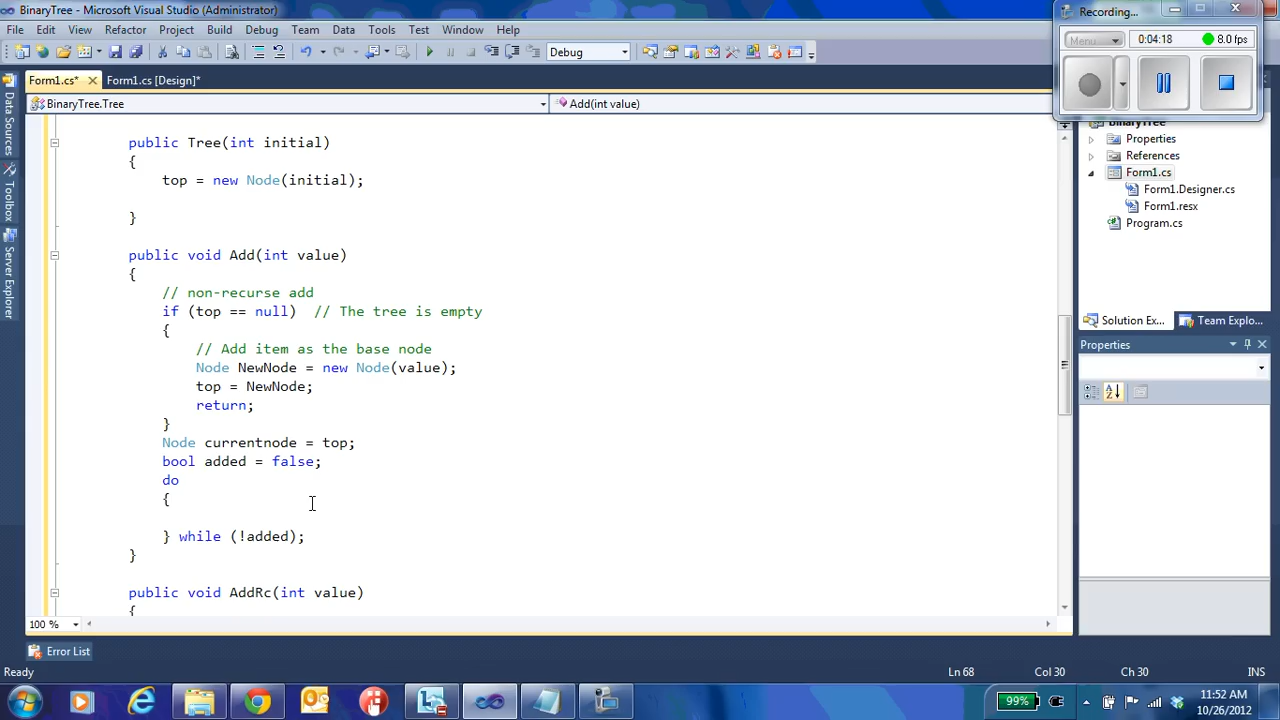 BinaryTree - Microsoft Visual Studio (Administrator)
Recording...
File Edit View Refactor Project Build Debug Team Data Tools Test Window Help
Menu
0:04:18
8.0 fps
Debug
Form1.cs*
Form1.cs [Design]*
BinaryTree.Tree
Add(int value)
Data Sources
Toolbox
Server Explorer
public Tree(int initial)
{
top = new Node(initial);
}
public void Add(int value)
{
// non-recurse add
if (top == null) // The tree is empty
{
// Add item as the base node
Node NewNode = new Node(value);
top = NewNode;
return;
}
Node currentnode = top;
bool added = false;
do
{
} while (!added);
}
public void AddRc(int value)
{
100 %
BinaryTree
Properties
References
Form1.cs
Form1.Designer.cs
Form1.resx
Program.cs
Solution Ex...
Team Explo...
Properties
Error List
Ready
Ln 68
Col 30
Ch 30
INS
99%
11:52 AM
10/26/2012